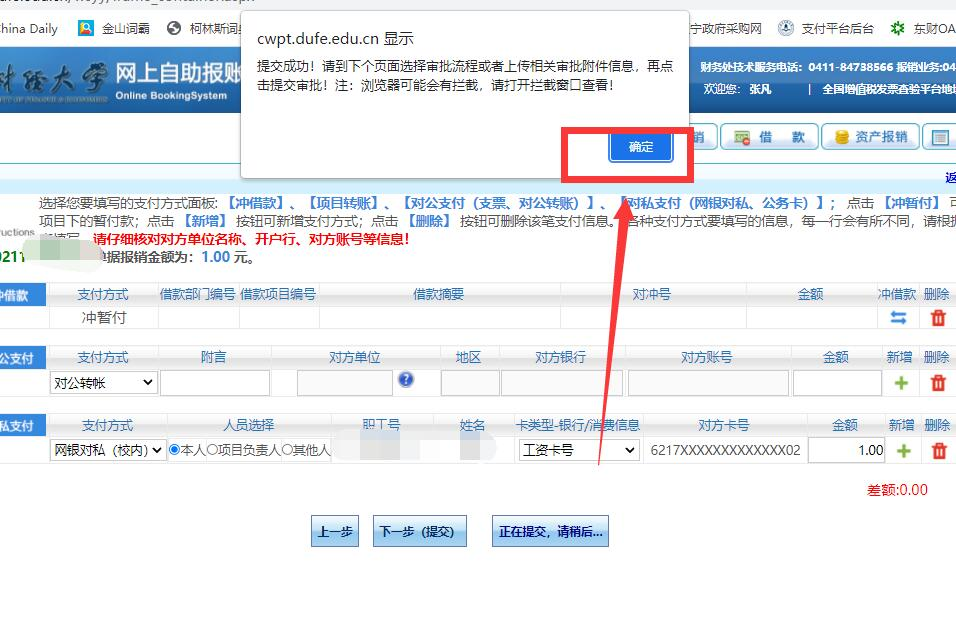 hina Daily 金山词霸 柯林斯词 宁政府采购网 支付平台后台 东财OA
cwpt.dufe.edu.cn 显示
提交成功！请到下个页面选择审批流程或者上传相关审批附件信息，再点
击提交审批！注：浏览器可能会有拦截，请打开拦截窗口查看！
确定
财经大学 网上自助报账
Online BookingSystem
财务处技术服务电话：0411-84738566 报销业务:04
欢迎您： 张凡 | 全国增值税发票查验平台地
销 借 款 资产报销
返
选择您要填写的支付方式面板:【冲借款】、【项目转账】、【对公支付（支票、对公转账）】、【对私支付（网银对私、公务卡）】； 点击 【冲暂付】 可
项目下的暂付款；点击 【新增】 按钮可新增支付方式；点击 【删除】 按钮可删除该笔支付信息。各种支付方式要填写的信息，每一行会有所不同，请根据
ructions 请仔细核对对方单位名称、开户行、对方账号等信息！
0211 单据报销金额为：1.00 元。
冲借款 支付方式 借款部门编号 借款项目编号 借款摘要 对冲号 金额 冲借款 删除
冲暂付
公支付 支付方式 附言 对方单位 地区 对方银行 对方账号 金额 新增 删除
对公转帐
私支付 支付方式 人员选择 职工号 姓名 卡类型-银行/消费信息 对方卡号 金额 新增 删除
网银对私（校内） 本人 项目负责人 其他人 工资卡号 6217XXXXXXXXXXXXX02 1.00
差额:0.00
上一步 下一步（提交） 正在提交，请稍后...